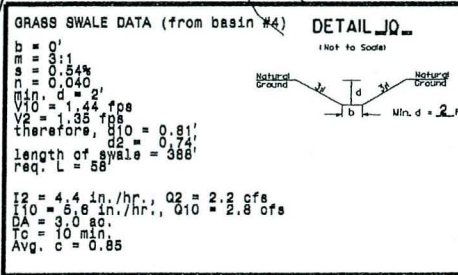 GRASS SWALE DATA (from basin #4)
DETAIL JQ
(Not to Scale)
b = 0'
m = 3:1
s = 0.54%
n = 0.040
min. d = 2'
V10 = 1.44 fps
V2 = 1.35 fps
therefore, d10 = 0.81'
d2 = 0.74'
length of swale = 388'
req. L = 58'
Natural Ground
Natural Ground
d
b
Min. d = 2
I2 = 4.4 in./hr., Q2 = 2.2 cfs
I10 = 5.6 in./hr., Q10 = 2.8 cfs
DA = 3.0 ac.
Tc = 10 min.
Avg. c = 0.85